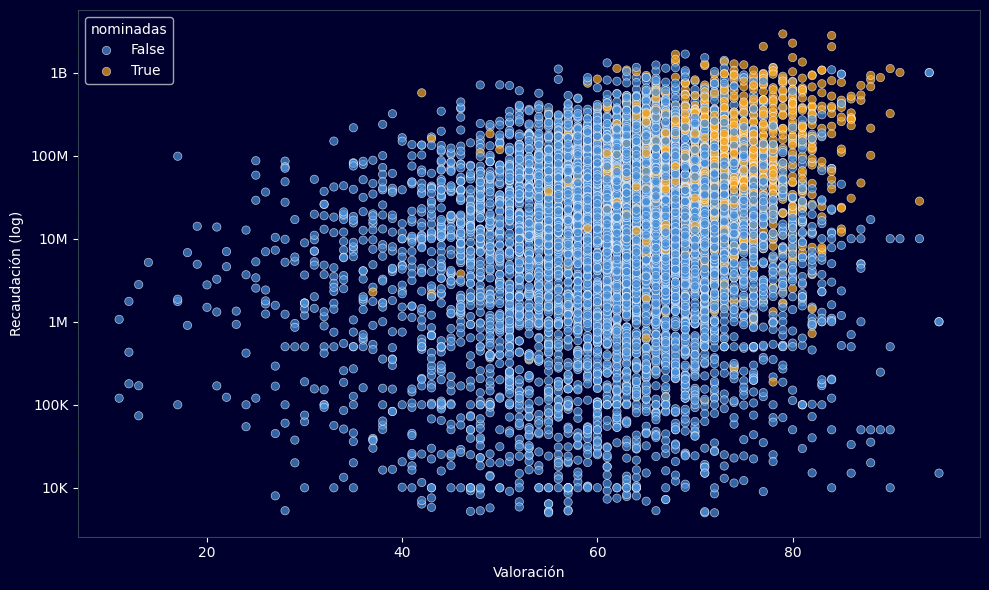 nominadas
False
True
1B
100M
10M
1M
100K
10K
Recaudación (log)
20
40
60
80
Valoración